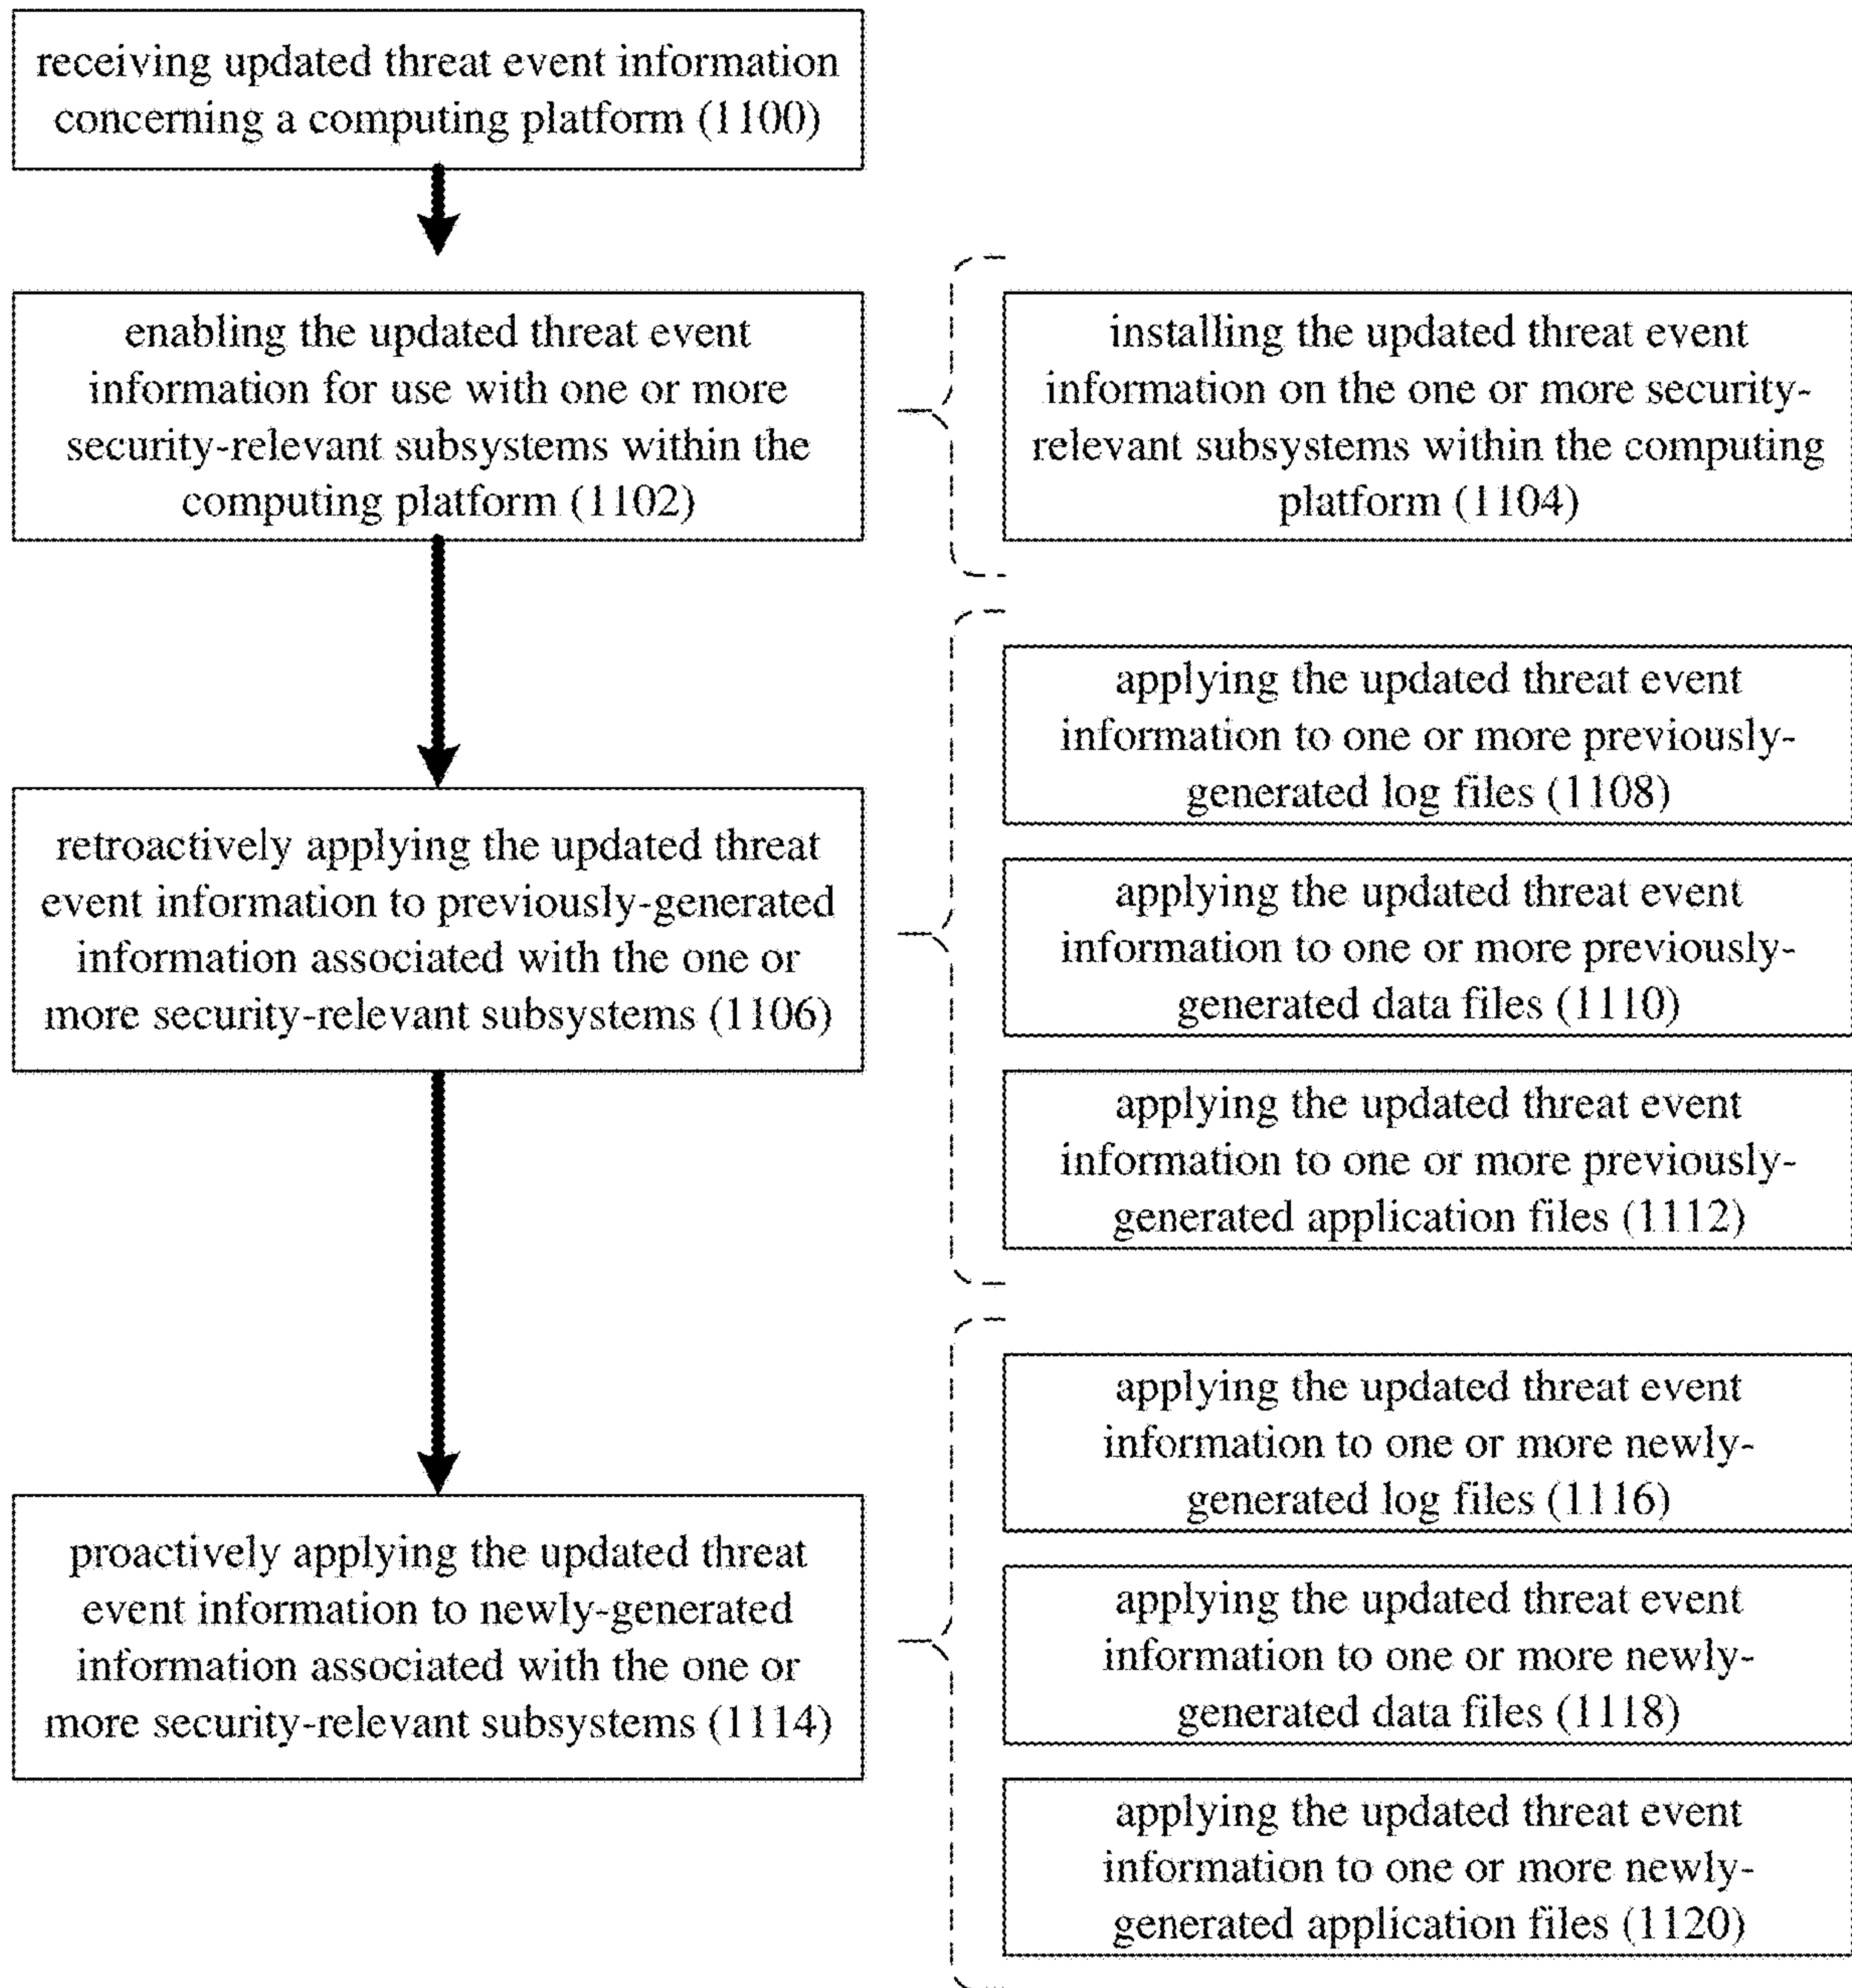 receiving updated threat event information
concerning a computing platform (1100)
enabling the updated threat event
information for use with one or more
security-relevant subsystems within the
computing platform (1102)
installing the updated threat event
information on the one or more security-
relevant subsystems within the computing
platform (1104)
retroactively applying the updated threat
event information to previously-generated
information associated with the one or
more security-relevant subsystems (1106)
applying the updated threat event
information to one or more previously-
generated log files (1108)
applying the updated threat event
information to one or more previously-
generated data files (1110)
applying the updated threat event
information to one or more previously-
generated application files (1112)
proactively applying the updated threat
event information to newly-generated
information associated with the one or
more security-relevant subsystems (1114)
applying the updated threat event
information to one or more newly-
generated log files (1116)
applying the updated threat event
information to one or more newly-
generated data files (1118)
applying the updated threat event
information to one or more newly-
generated application files (1120)